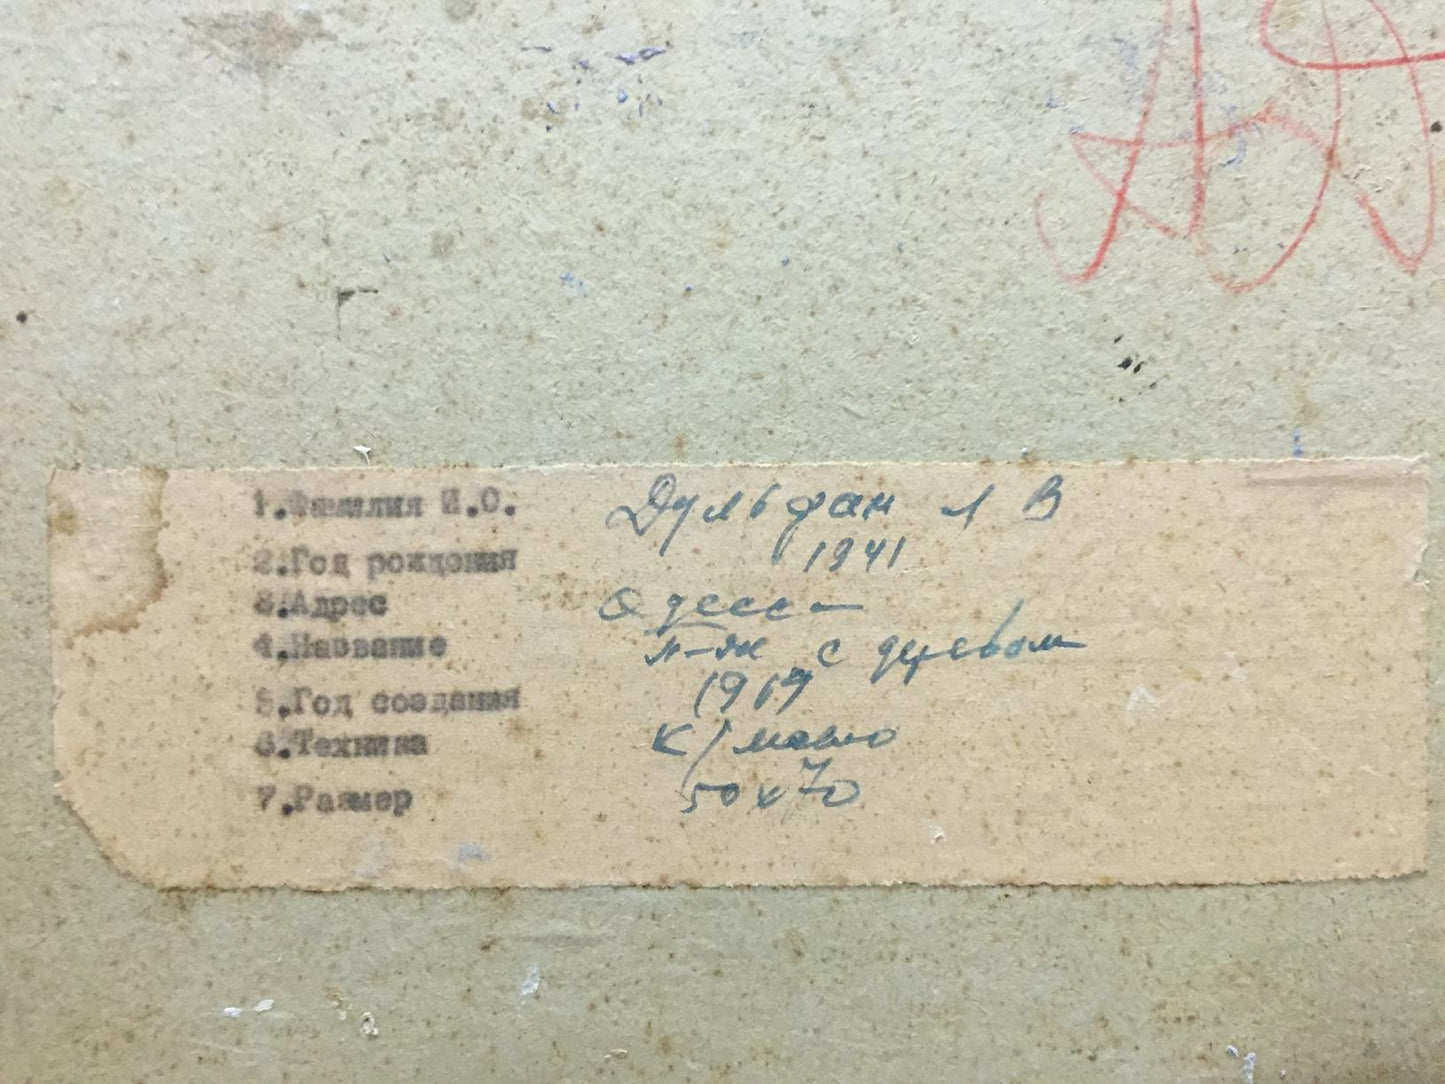 1.Фамилия И.О. Дульфан Л В
2.Год рождения 1941
3.Адрес Одесса
4.Название п-ж с деревом
5.Год создания
6.Техника К/масло
7.Размер 50х70